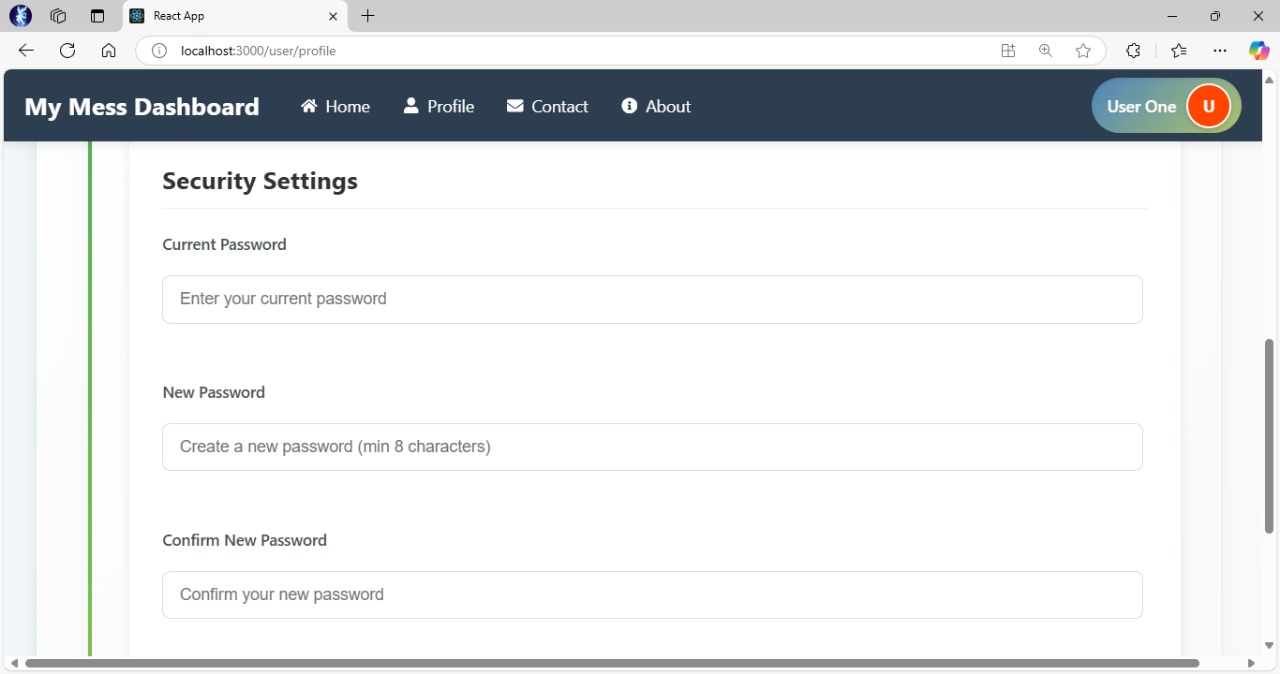 React App
localhost:3000/user/profile
My Mess Dashboard
Home
Profile
Contact
About
User One
U
Security Settings
Current Password
Enter your current password
New Password
Create a new password (min 8 characters)
Confirm New Password
Confirm your new password